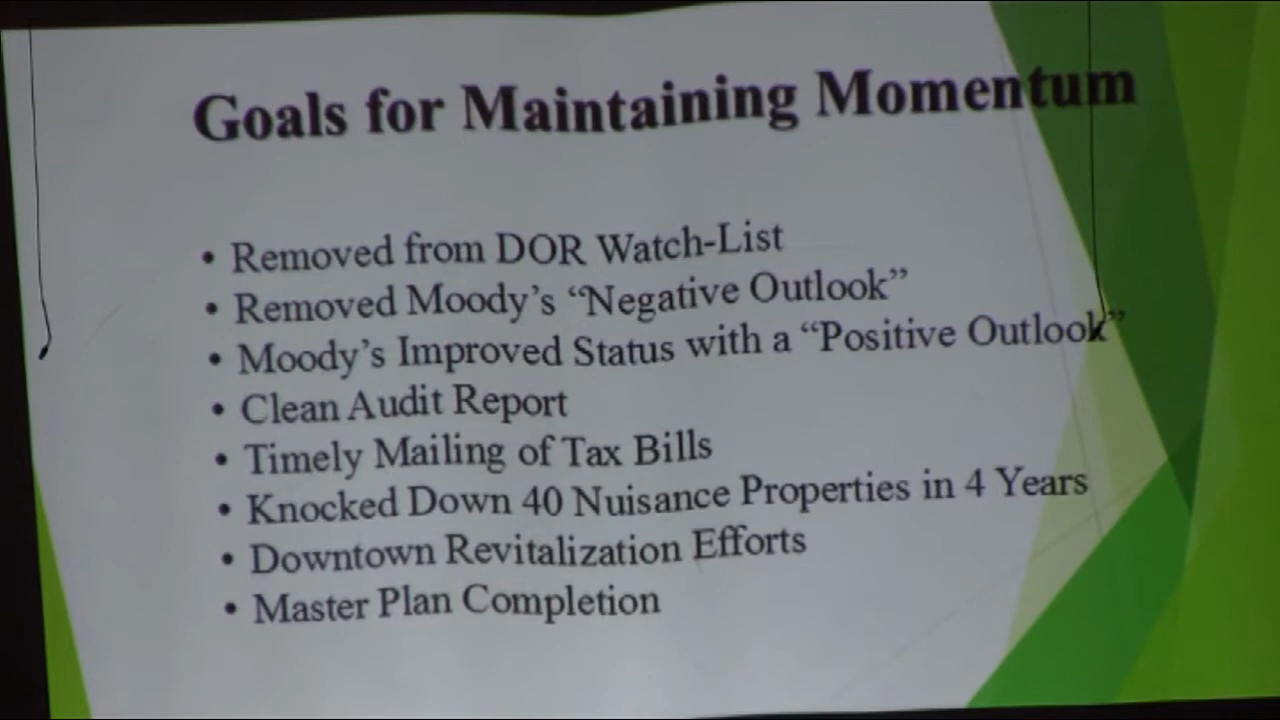 Goals for Maintaining Momentum
• Removed from DOR Watch-List
• Removed Moody’s “Negative Outlook”
• Moody’s Improved Status with a “Positive Outlook”
• Clean Audit Report
• Timely Mailing of Tax Bills
• Knocked Down 40 Nuisance Properties in 4 Years
• Downtown Revitalization Efforts
• Master Plan Completion